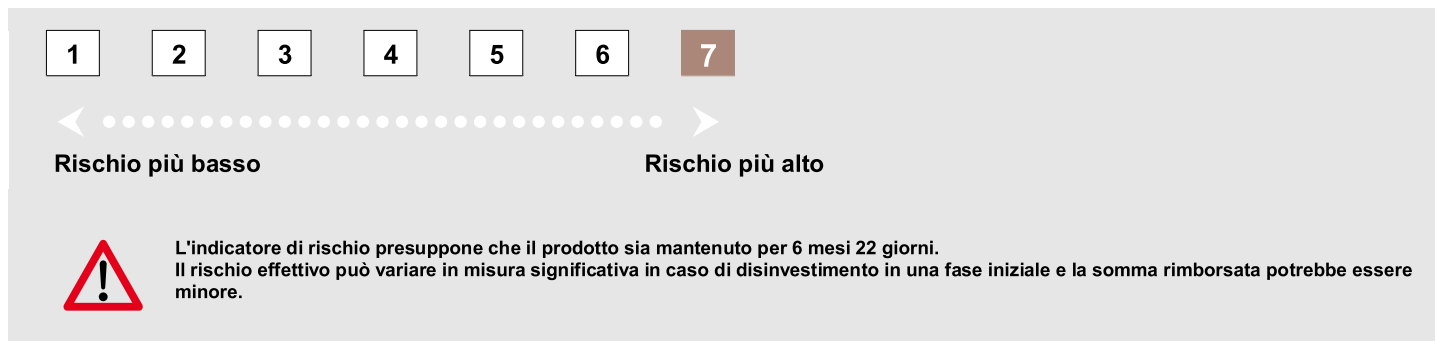 1 2 3 4 5 6 7
Rischio più basso Rischio più alto
L'indicatore di rischio presuppone che il prodotto sia mantenuto per 6 mesi 22 giorni.
Il rischio effettivo può variare in misura significativa in caso di disinvestimento in una fase iniziale e la somma rimborsata potrebbe essere
minore.